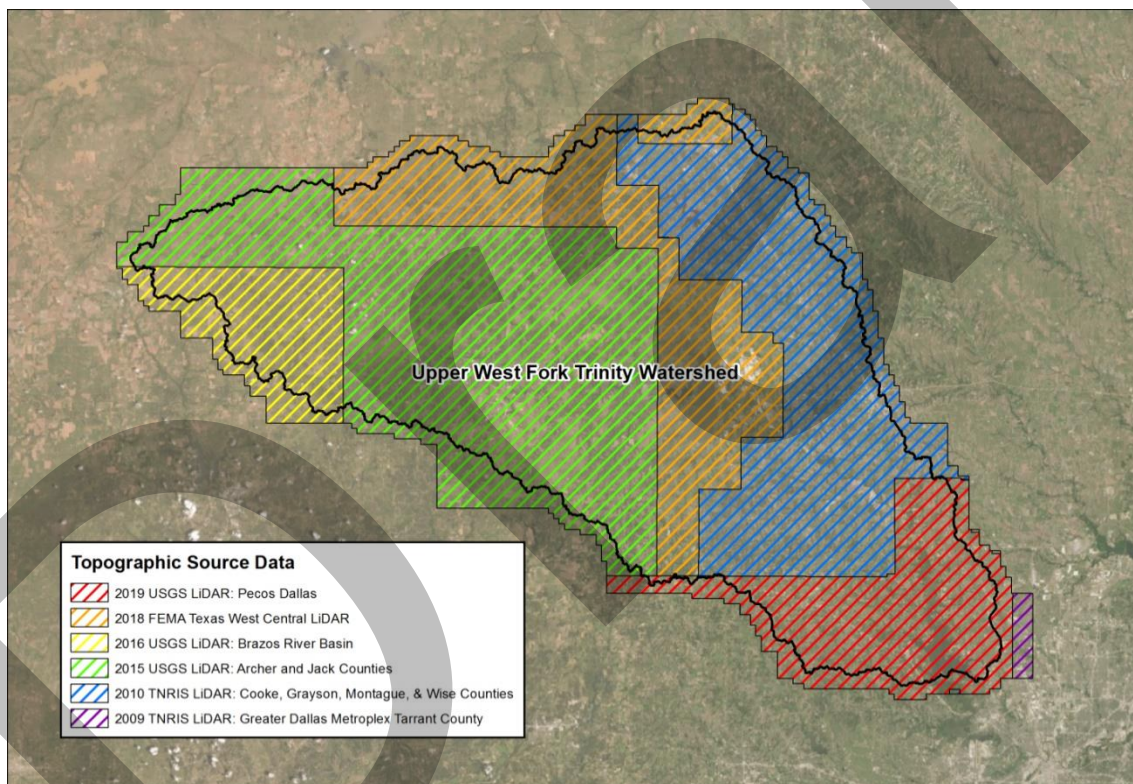 Upper West Fork Trinity Watershed
Topographic Source Data
2019 USGS LiDAR: Pecos Dallas
2018 FEMA Texas West Central LiDAR
2016 USGS LiDAR: Brazos River Basin
2015 USGS LiDAR: Archer and Jack Counties
2010 TNRIS LiDAR: Cooke, Grayson, Montague, & Wise Counties
2009 TNRIS LiDAR: Greater Dallas Metroplex Tarrant County